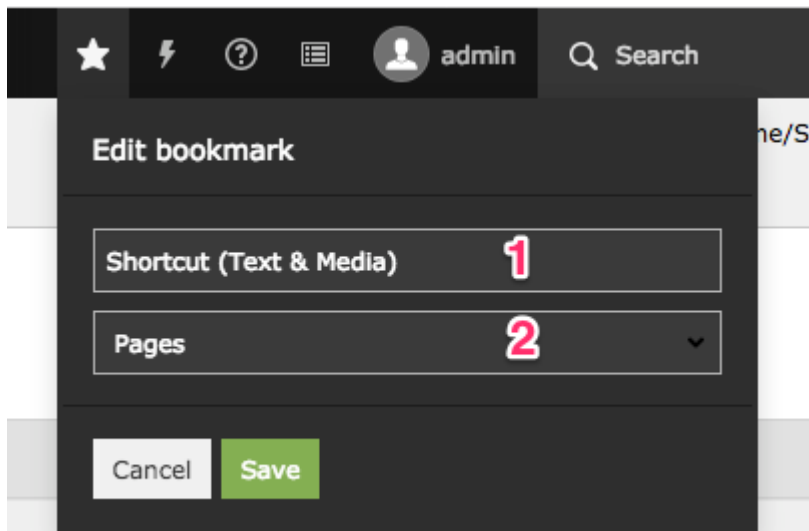 admin Search
ne/S
Edit bookmark
Shortcut (Text & Media) 1
Pages 2
Cancel Save